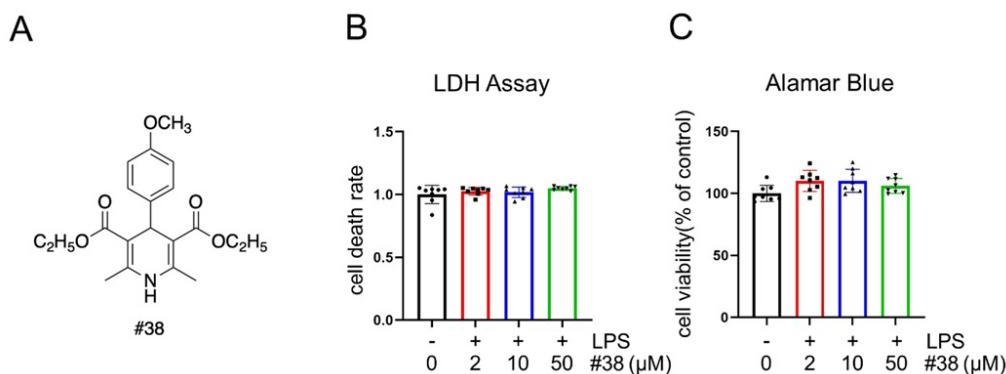 A
OCH3
O
O
C2H5O
OC2H5
N
H
#38
B
LDH Assay
cell death rate
1.5
1.0
0.5
0.0
- + + + LPS
0 2 10 50 #38 (μM)
C
Alamar Blue
cell viability(% of control)
150
100
50
0
- + + + LPS
0 2 10 50 #38 (μM)